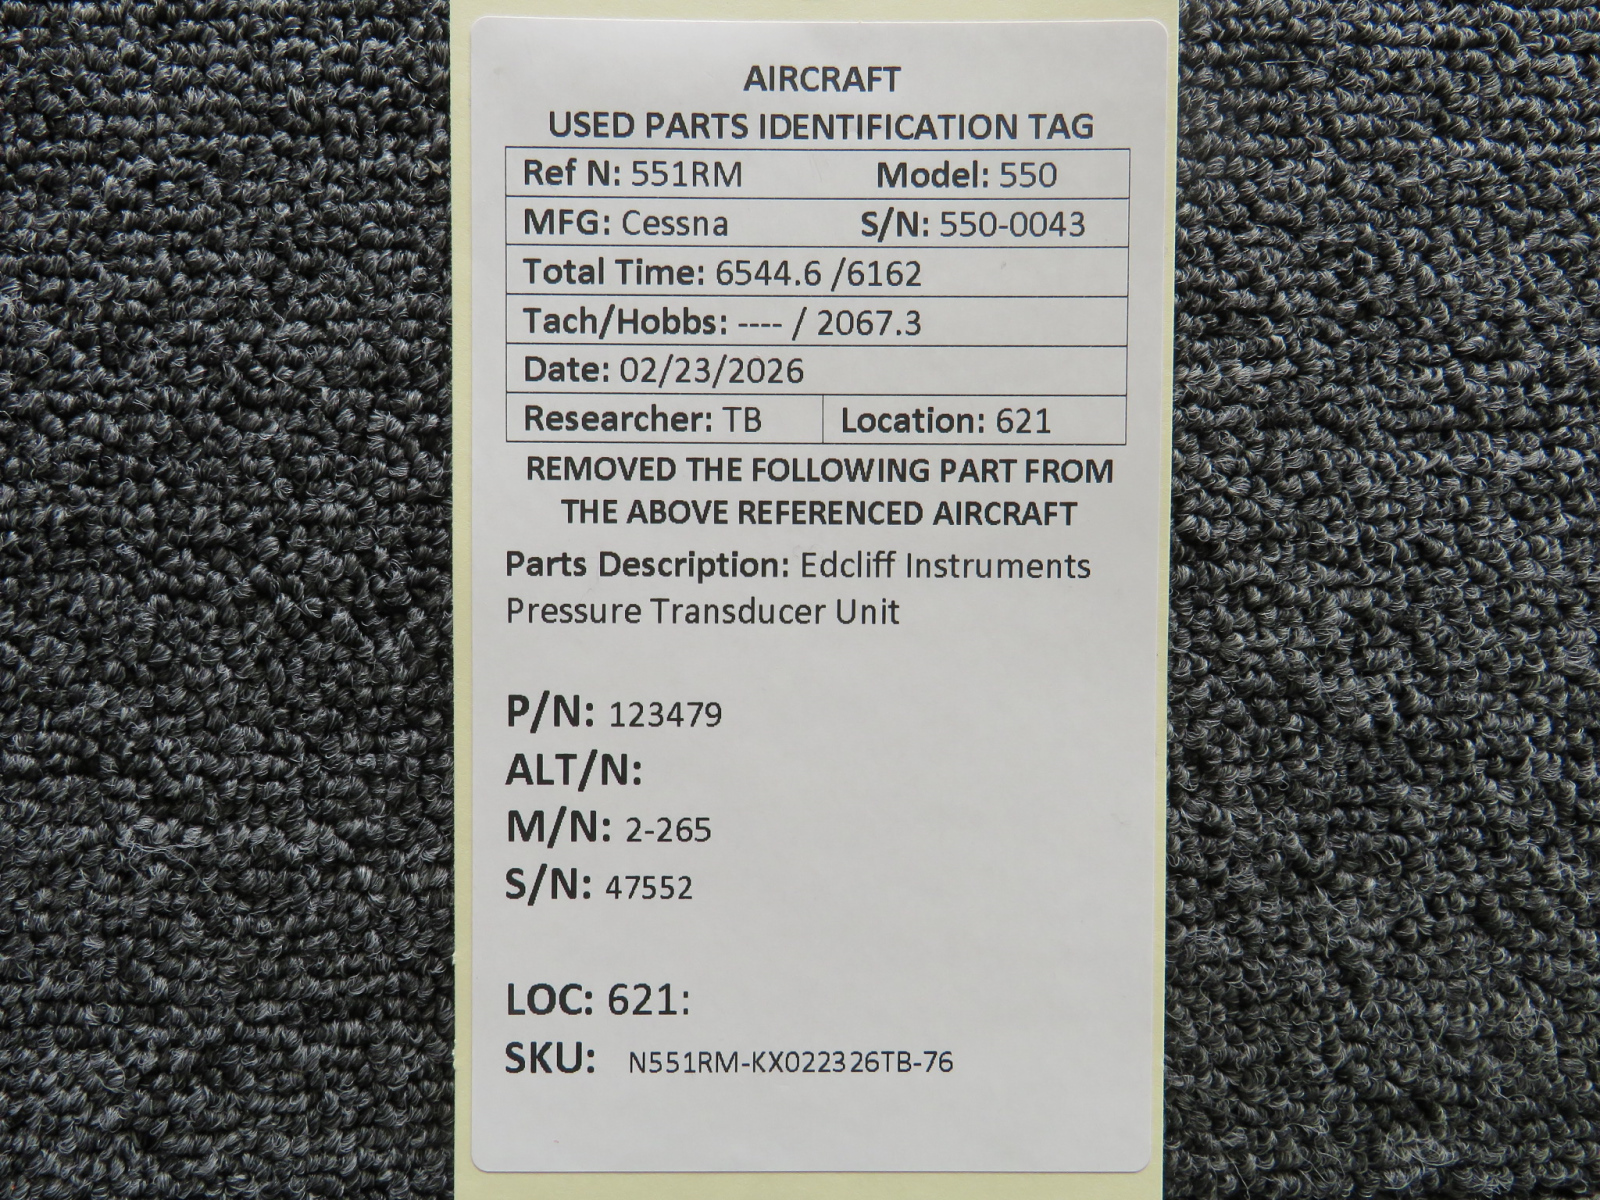 AIRCRAFT
USED PARTS IDENTIFICATION TAG
Ref N: 551RM Model: 550
MFG: Cessna S/N: 550-0043
Total Time: 6544.6 /6162
Tach/Hobbs: ---- / 2067.3
Date: 02/23/2026
Researcher: TB Location: 621
REMOVED THE FOLLOWING PART FROM
THE ABOVE REFERENCED AIRCRAFT
Parts Description: Edcliff Instruments
Pressure Transducer Unit
P/N: 123479
ALT/N:
M/N: 2-265
S/N: 47552
LOC: 621:
SKU: N551RM-KX022326TB-76